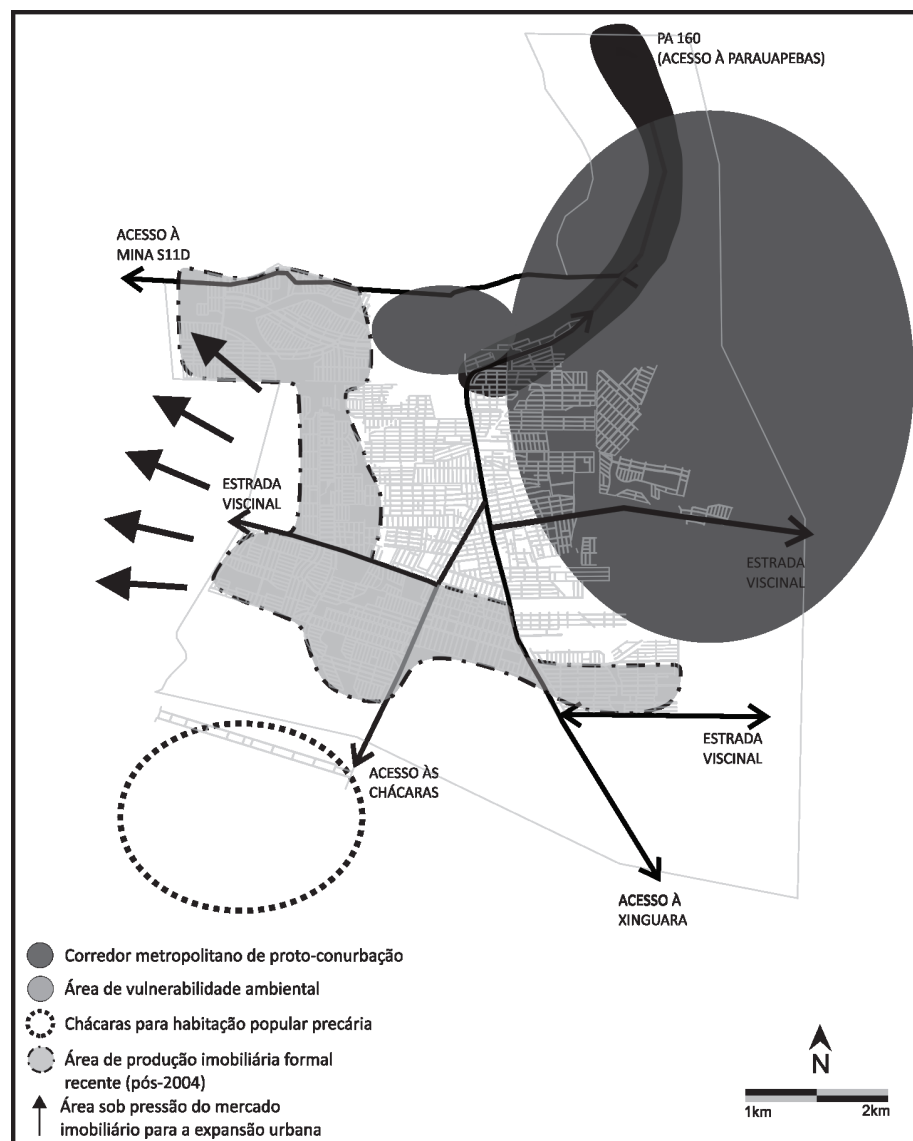 PA 160
(ACESSO À PARAUAPEBAS)
ACESSO À
MINA S11D
ESTRADA
VISCINAL
ESTRADA
VISCINAL
ESTRADA
VISCINAL
ACESSO ÀS
CHÁCARAS
ACESSO À
XINGUARA
Corredor metropolitano de proto-conurbação
Área de vulnerabilidade ambiental
Chácaras para habitação popular precária
Área de produção imobiliária formal
recente (pós-2004)
Área sob pressão do mercado
imobiliário para a expansão urbana
N
1km 2km